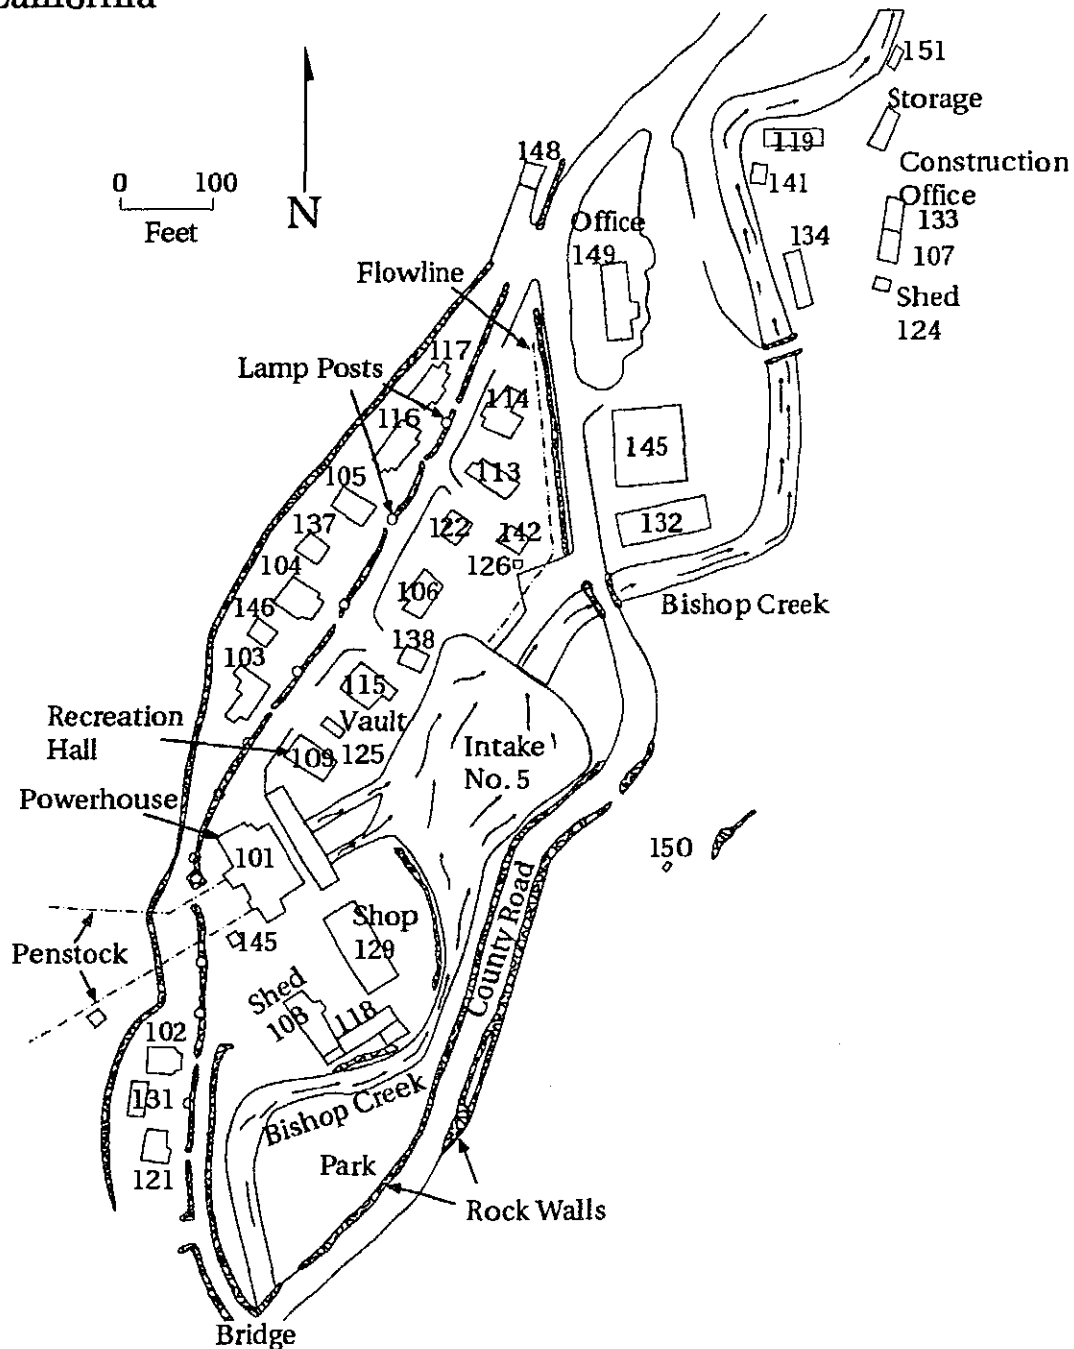 California
151
Storage
119
148
Construction
Office
141
0 100
Feet
N
133
Office
149
134
107
Flowline
Shed
124
117
Lamp Posts
114
116
145
113
105
132
122
142
137
126
104
106
Bishop Creek
146
138
103
115
Recreation
Hall
Vault
125
109
Intake
No. 5
Powerhouse
101
150
Shop
129
County Road
145
Penstock
Shed
108
118
102
131
Bishop Creek
Park
121
Rock Walls
Bridge